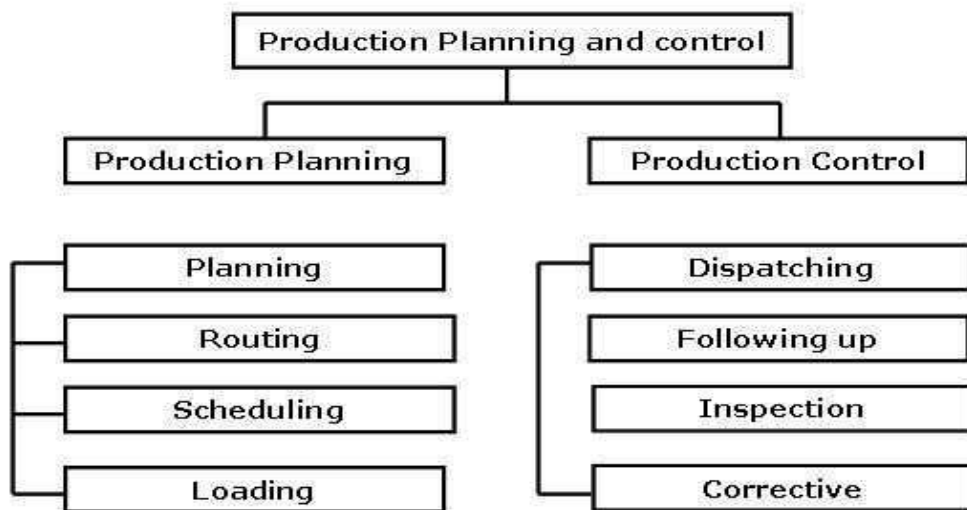 Production Planning and control
Production Planning
Production Control
Planning
Routing
Scheduling
Loading
Dispatching
Following up
Inspection
Corrective